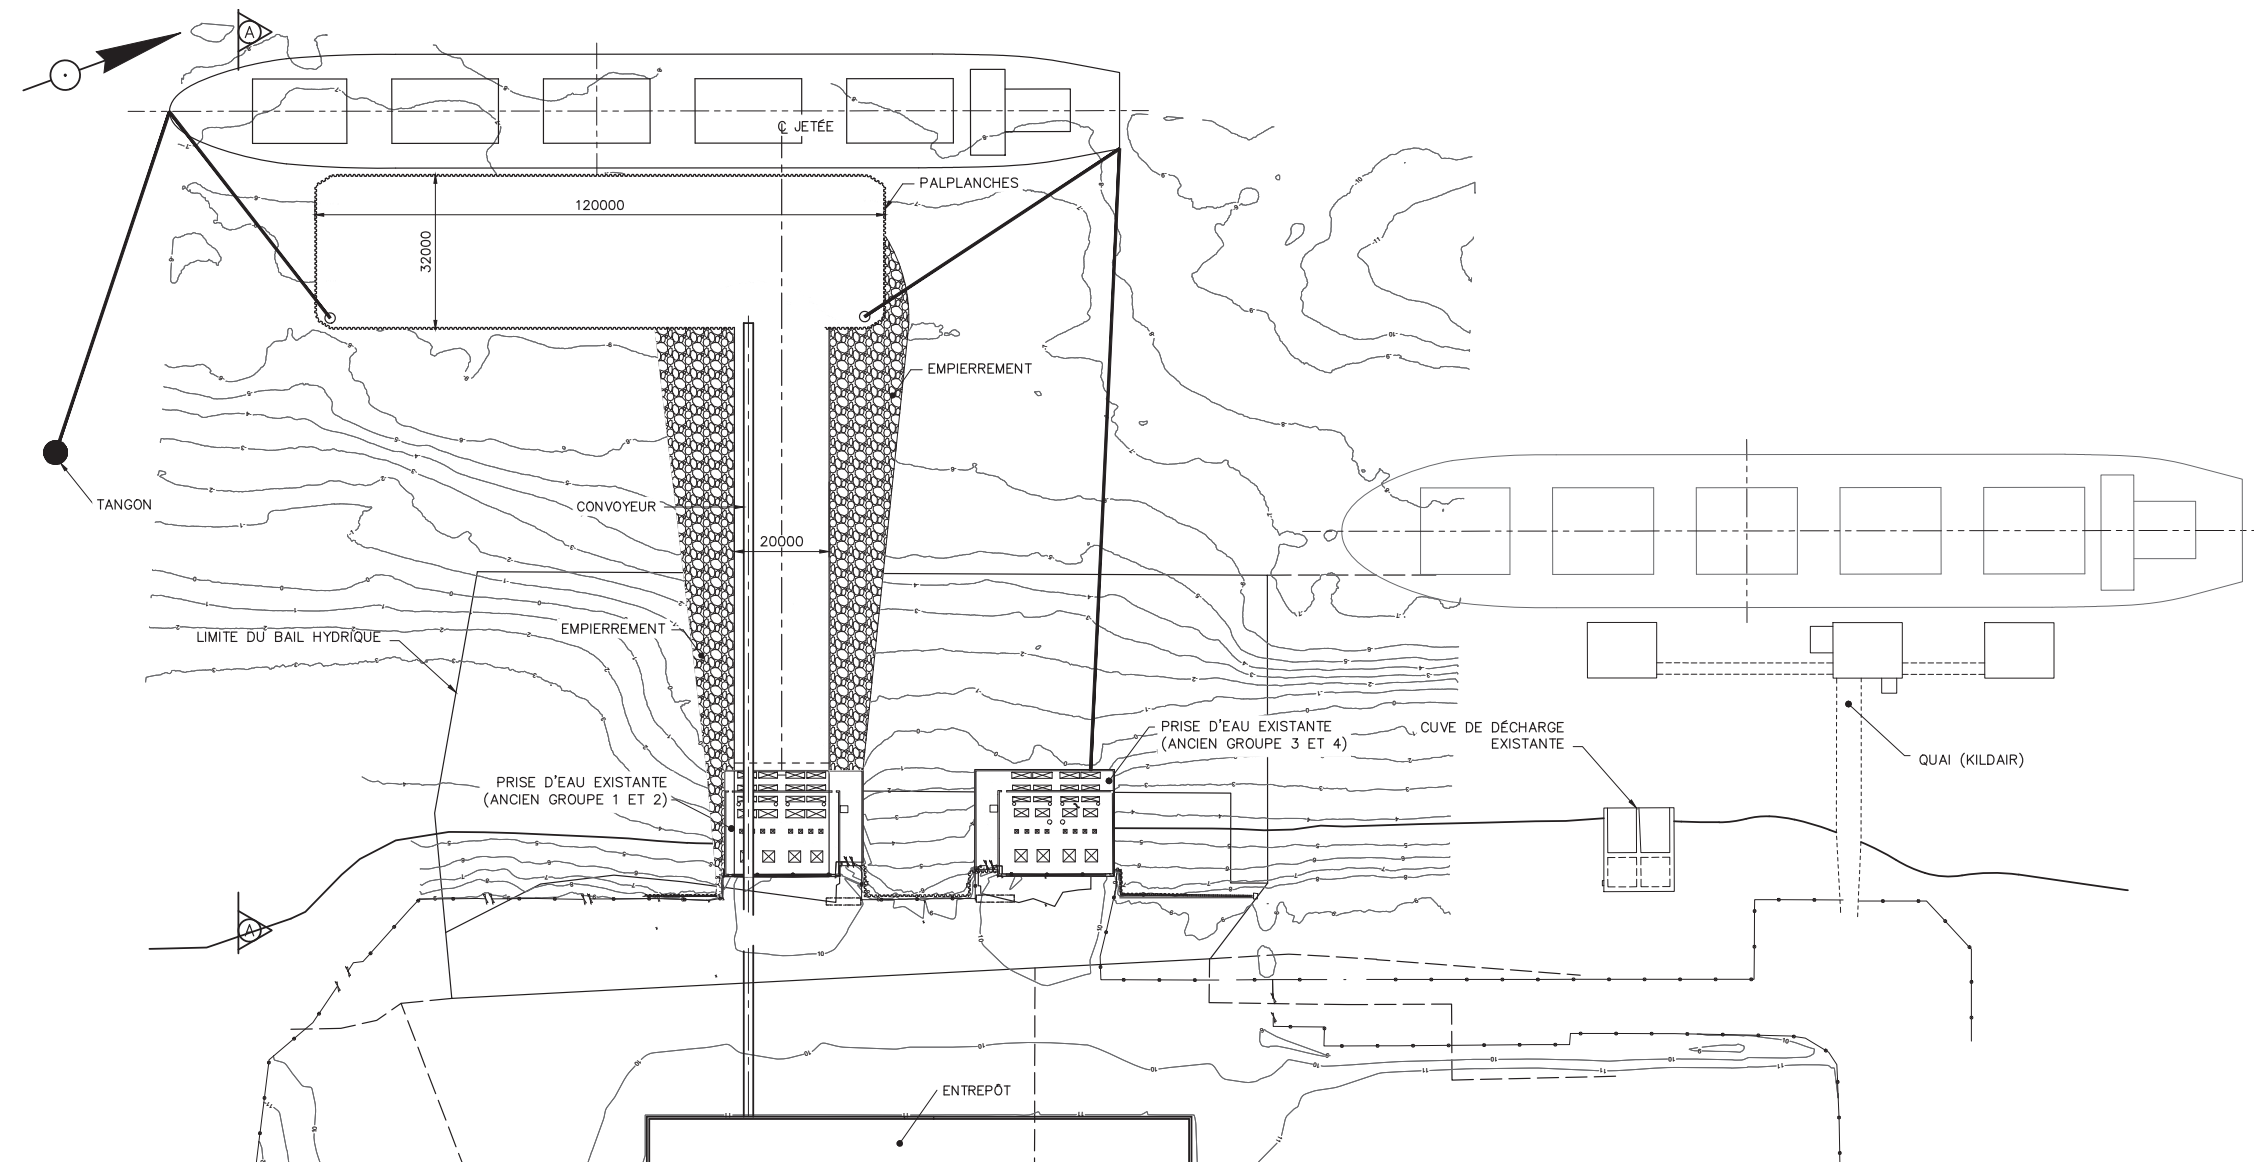 A
℄ JETÉE
PALPLANCHES
120000
32000
EMPIERREMENT
TANGON
CONVOYEUR
20000
EMPIERREMENT
LIMITE DU BAIL HYDRIQUE
PRISE D'EAU EXISTANTE
(ANCIEN GROUPE 3 ET 4)
CUVE DE DÉCHARGE
EXISTANTE
QUAI (KILDAIR)
PRISE D'EAU EXISTANTE
(ANCIEN GROUPE 1 ET 2)
A
ENTREPÔT